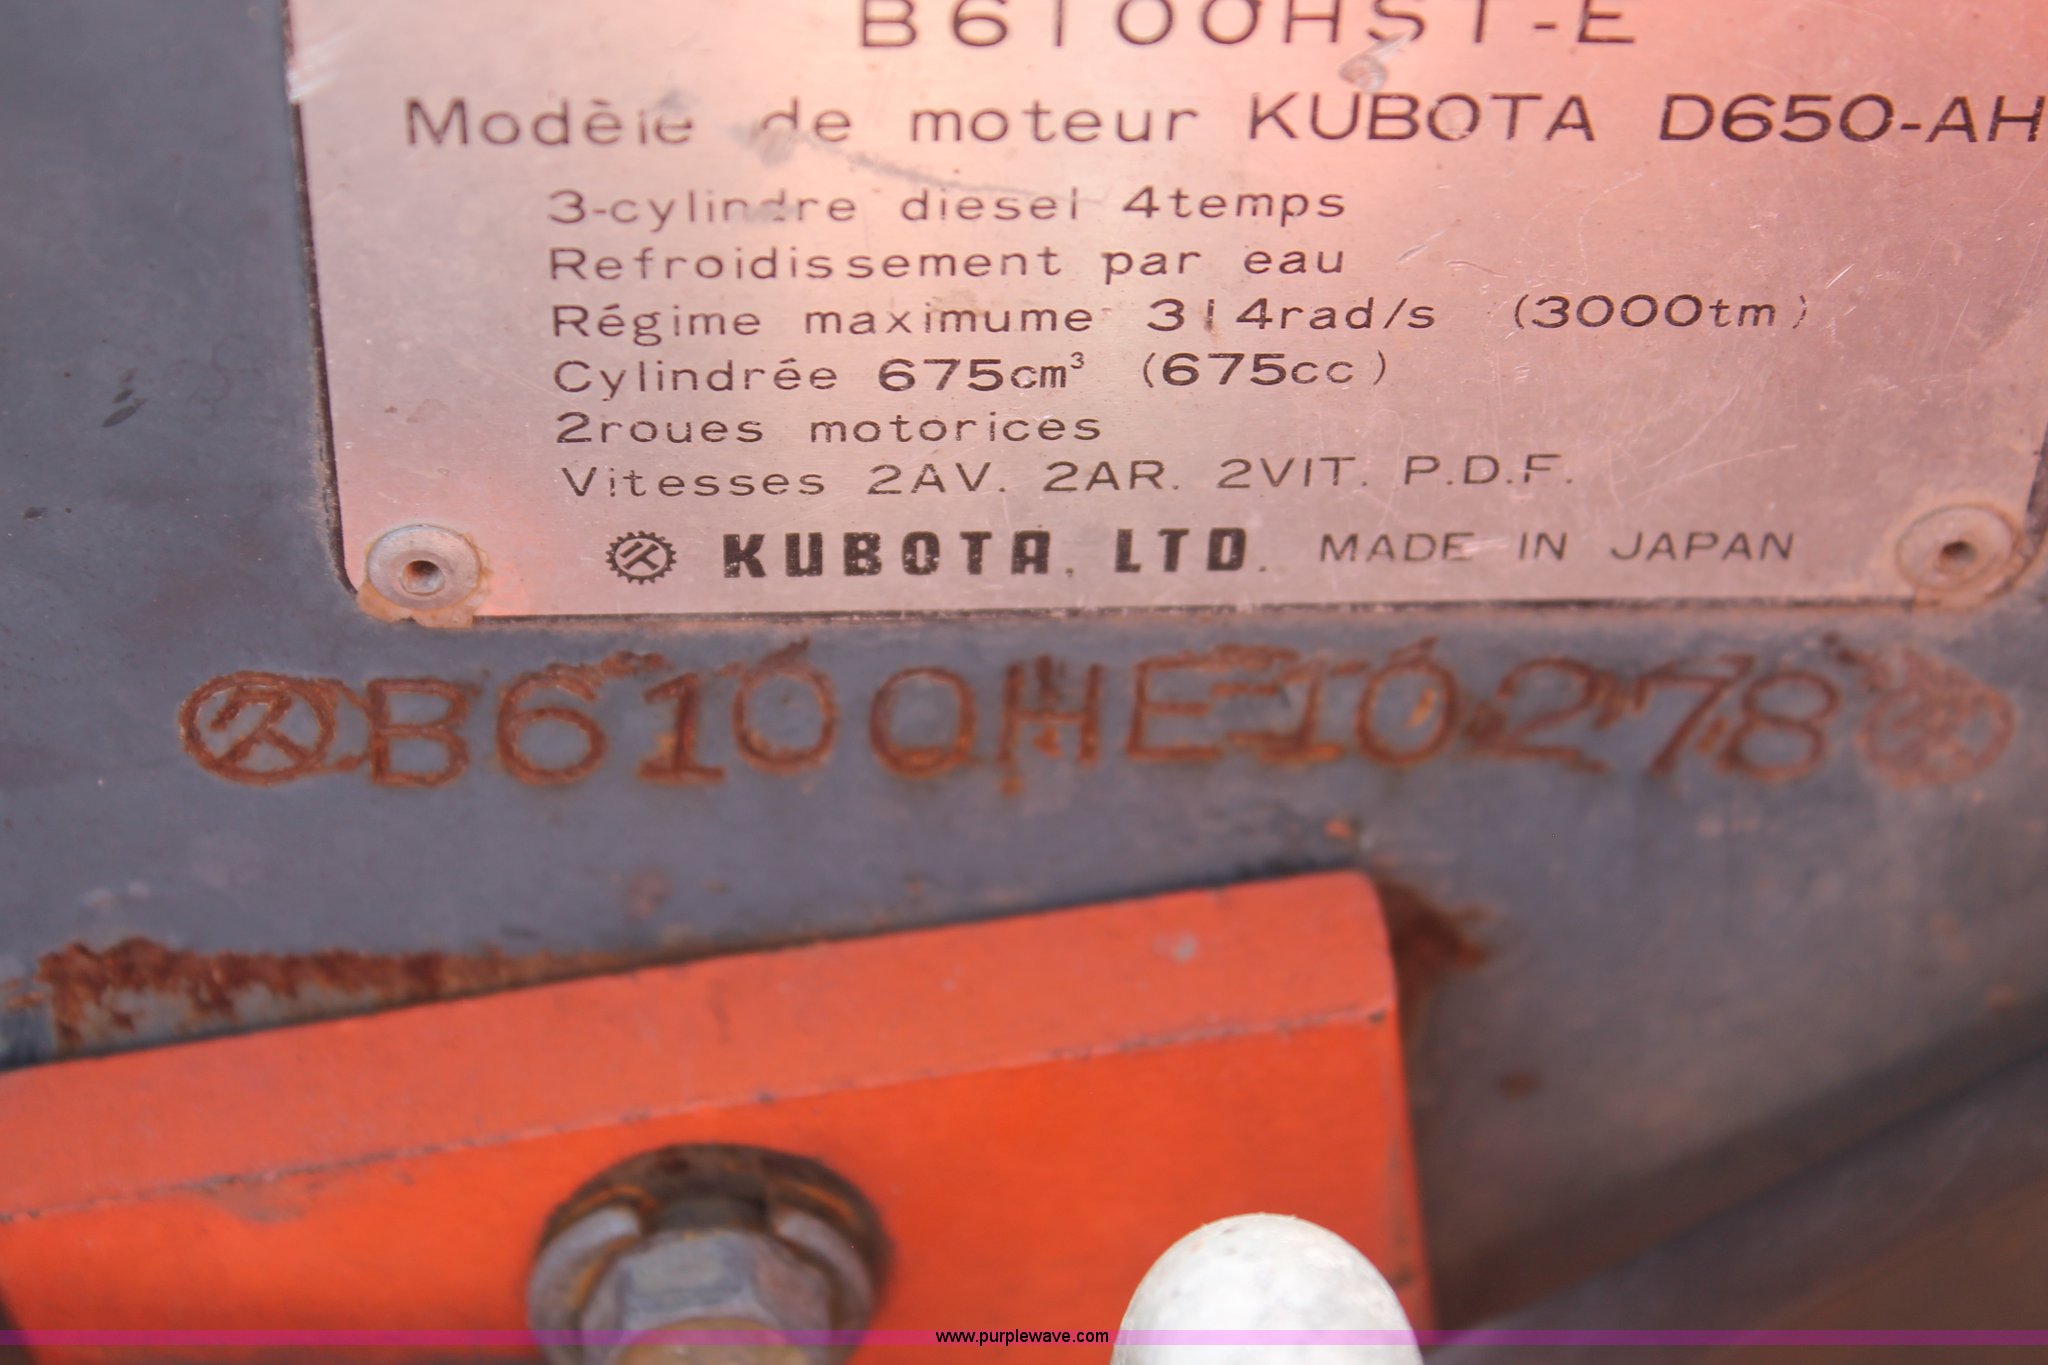 B6100HST-E
Modèle de moteur KUBOTA D650-AH
3-cylindre diesel 4temps
Refroidissement par eau
Régime maximume 314rad/s (3000tm)
Cylindrée 675cm³ (675cc)
2roues motorices
Vitesses 2AV. 2AR. 2VIT. P.D.F.
KUBOTA, LTD. MADE IN JAPAN
B6100HE10278
www.purplewave.com